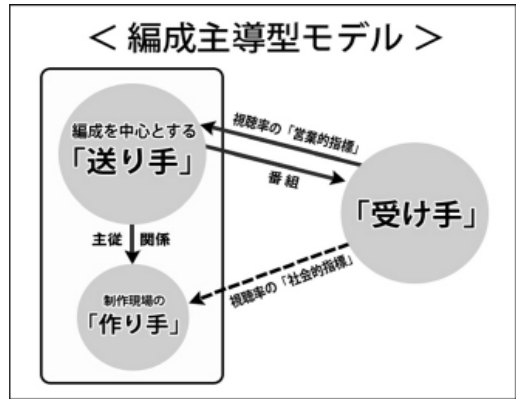 ＜編成主導型モデル＞
編成を中心とする
「送り手」
視聴率の「営業的指標」
番組
「受け手」
主従 関係
制作現場の
「作り手」
視聴率の「社会的指標」